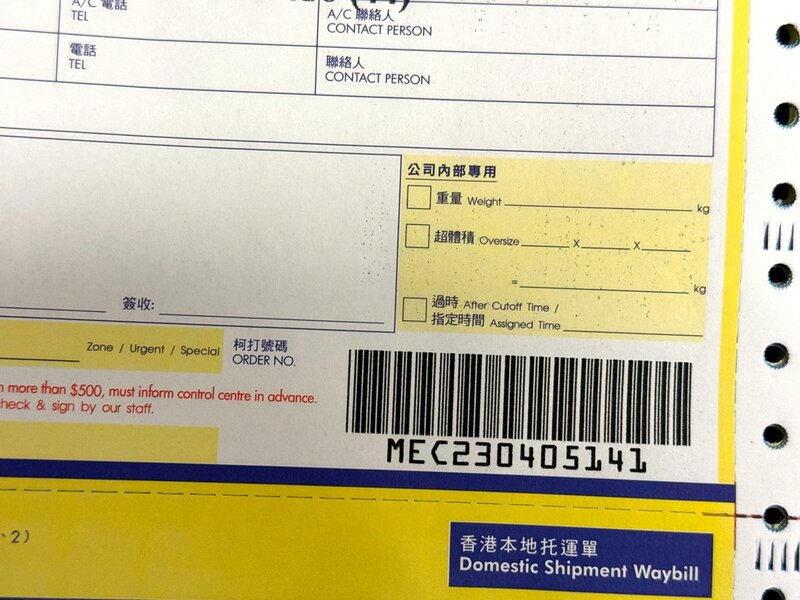 A/C 電話
TEL
A/C 聯絡人
CONTACT PERSON
電話
TEL
聯絡人
CONTACT PERSON
公司內部專用
重量 Weight kg
超體積 Oversize X X
= kg
過時 After Cutoff Time /
指定時間 Assigned Time
簽收:
Zone / Urgent / Special
柯打號碼
ORDER NO.
more than $500, must inform control centre in advance.
check & sign by our staff.
MEC230405141
、2)
香港本地托運單
Domestic Shipment Waybill